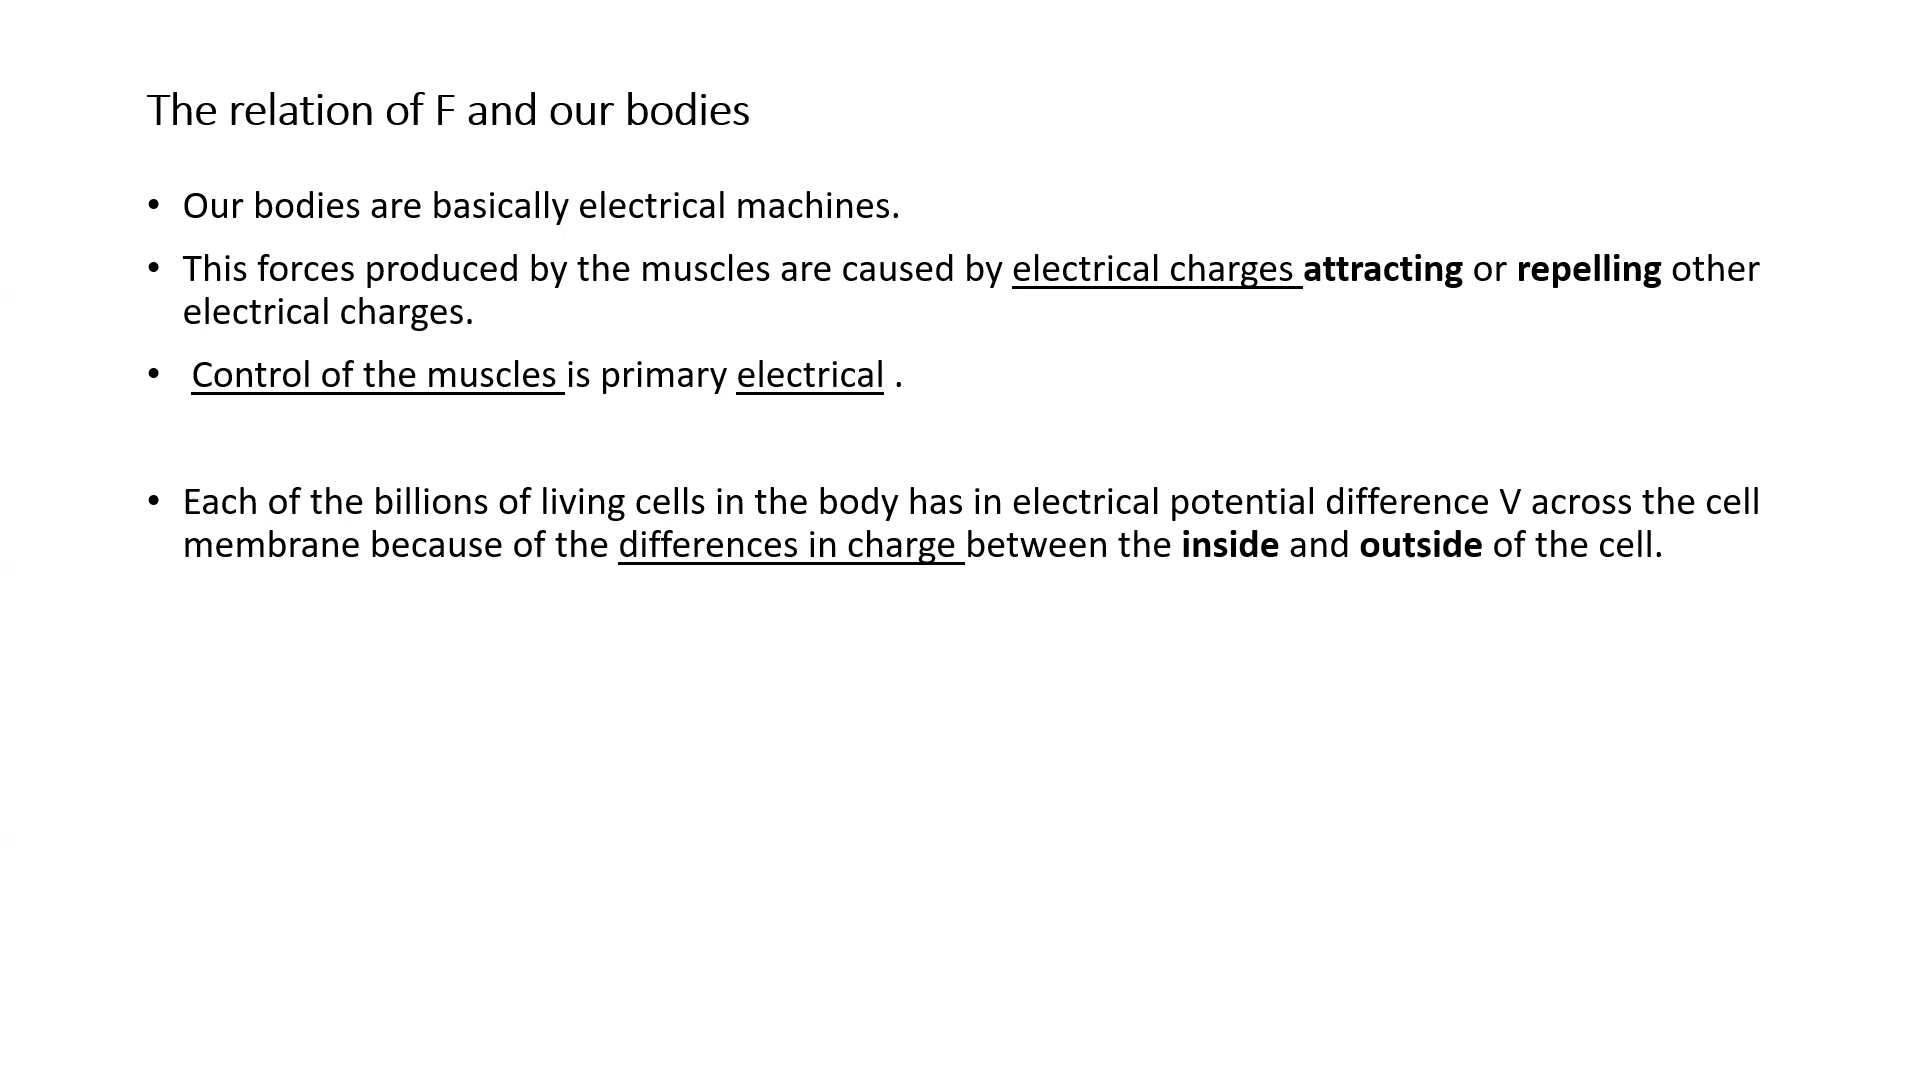 The relation of F and our bodies
• Our bodies are basically electrical machines.
• This forces produced by the muscles are caused by electrical charges attracting or repelling other
electrical charges.
• Control of the muscles is primary electrical .
• Each of the billions of living cells in the body has in electrical potential difference V across the cell
membrane because of the differences in charge between the inside and outside of the cell.